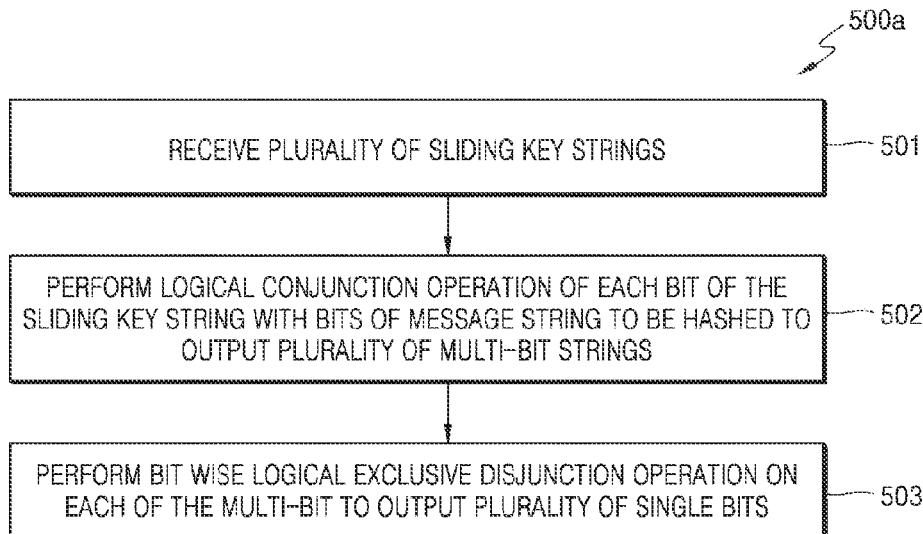 500a
RECEIVE PLURALITY OF SLIDING KEY STRINGS
501
PERFORM LOGICAL CONJUNCTION OPERATION OF EACH BIT OF THE
SLIDING KEY STRING WITH BITS OF MESSAGE STRING TO BE HASHED TO
OUTPUT PLURALITY OF MULTI-BIT STRINGS
502
PERFORM BIT WISE LOGICAL EXCLUSIVE DISJUNCTION OPERATION ON
EACH OF THE MULTI-BIT TO OUTPUT PLURALITY OF SINGLE BITS
503